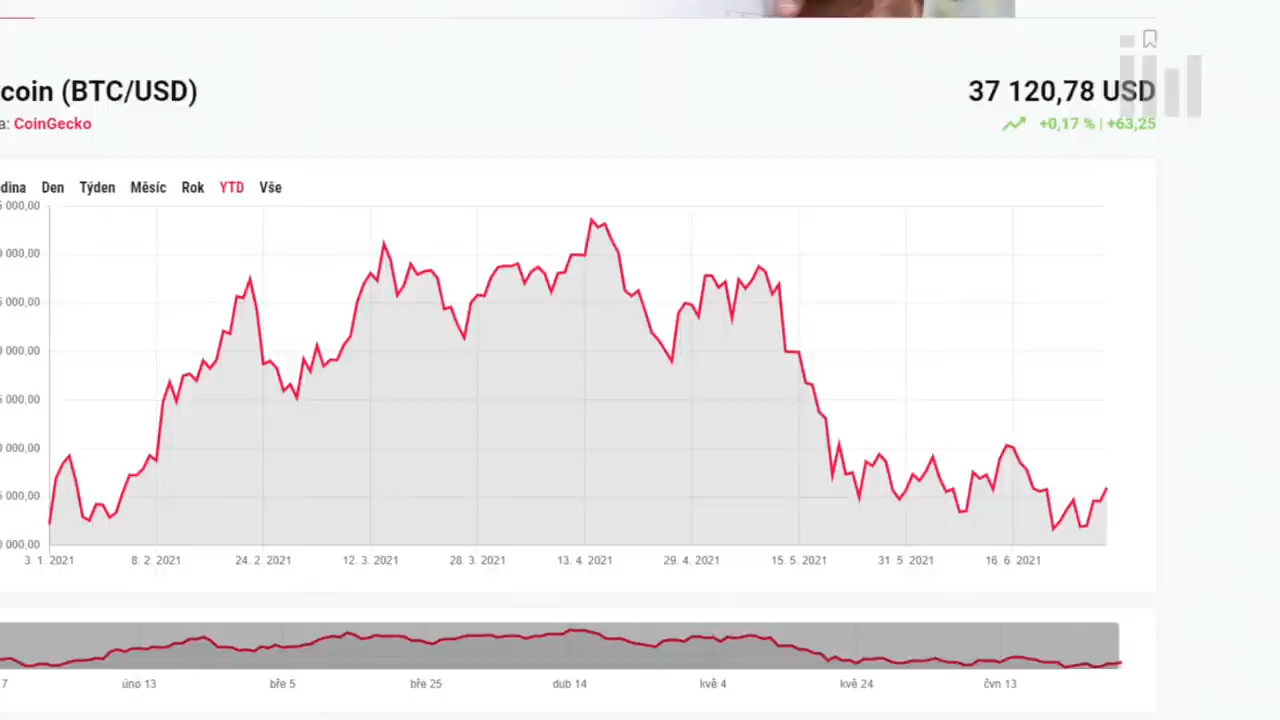 coin (BTC/USD)
37 120,78 USD
a: CoinGecko
+0,17 % | +63,25
dina Den Týden Měsíc Rok YTD Vše
5 000,00
0 000,00
5 000,00
0 000,00
5 000,00
0 000,00
5 000,00
0 000,00
3 1 2021 8. 2. 2021 24. 2. 2021 12. 3. 2021 28. 3. 2021 13. 4. 2021 29. 4. 2021 15. 5. 2021 31. 5 2021 16. 6 2021
7 úno 13 bře 5 bře 25 dub 14 kvě 4 kvě 24 čvn 13